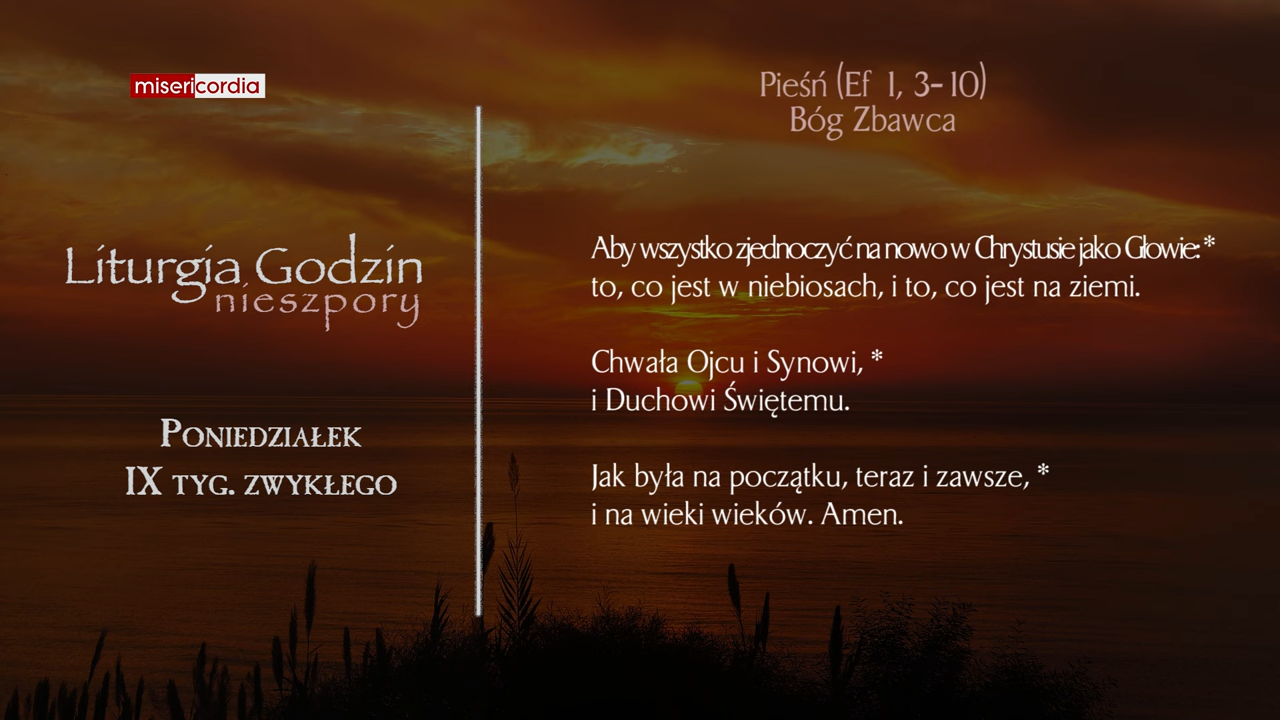 misericordia
Liturgia Godzin
nieszpory
Poniedziałek
IX tyg. zwykłego
Pieśń (Ef 1, 3-10)
Bóg Zbawca
Aby wszystko zjednoczyć na nowo w Chrystusie jako Głowie: *
to, co jest w niebiosach, i to, co jest na ziemi.
Chwała Ojcu i Synowi, *
i Duchowi Świętemu.
Jak była na początku, teraz i zawsze, *
i na wieki wieków. Amen.